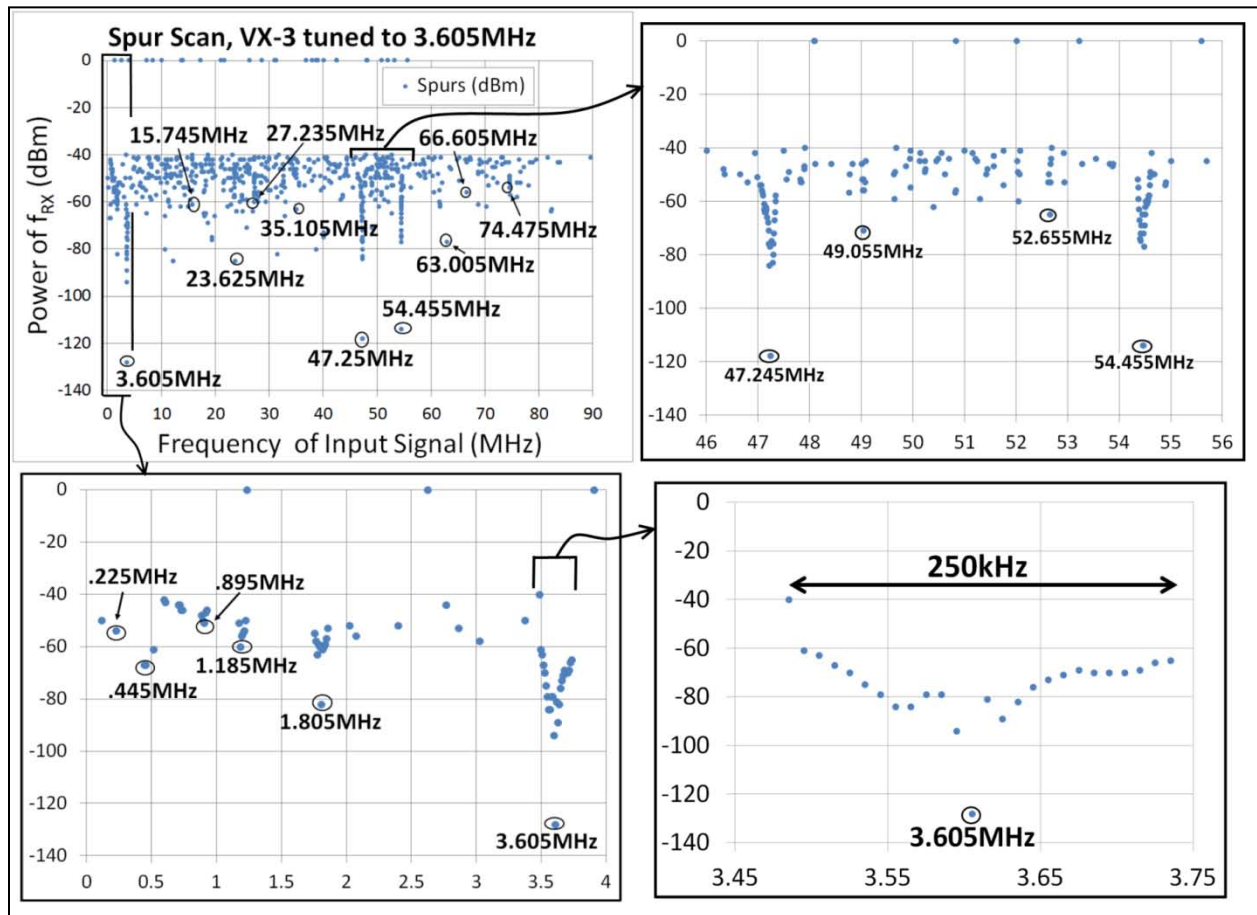 Spur Scan, VX-3 tuned to 3.605MHz
Power of fRX (dBm)
0
-20
-40
-60
-80
-100
-120
-140
Spurs (dBm)
15.745MHz
27.235MHz
66.605MHz
35.105MHz
74.475MHz
23.625MHz
63.005MHz
54.455MHz
47.25MHz
3.605MHz
0 10 20 30 40 50 60 70 80 90
Frequency of Input Signal (MHz)
0
-20
-40
-60
-80
-100
-120
-140
49.055MHz
52.655MHz
47.245MHz
54.455MHz
46 47 48 49 50 51 52 53 54 55 56
0
-20
-40
-60
-80
-100
-120
-140
.225MHz
.895MHz
.445MHz
1.185MHz
1.805MHz
3.605MHz
0 0.5 1 1.5 2 2.5 3 3.5 4
0
-20
-40
-60
-80
-100
-120
-140
250kHz
3.605MHz
3.45 3.55 3.65 3.75